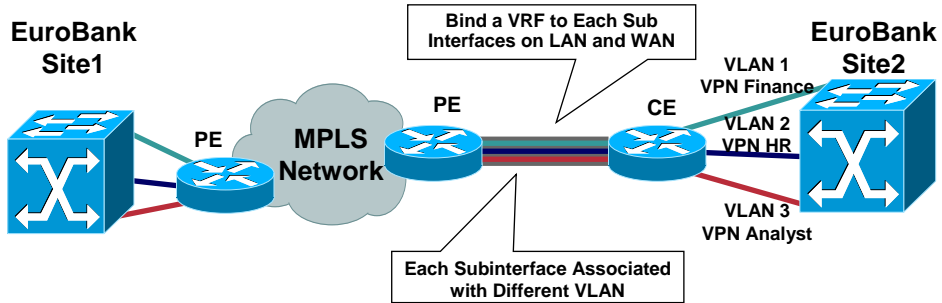 EuroBank
Site1
PE
MPLS
Network
PE
Bind a VRF to Each Sub
Interfaces on LAN and WAN
CE
Each Subinterface Associated
with Different VLAN
VLAN 1
VPN Finance
VLAN 2
VPN HR
VLAN 3
VPN Analyst
EuroBank
Site2